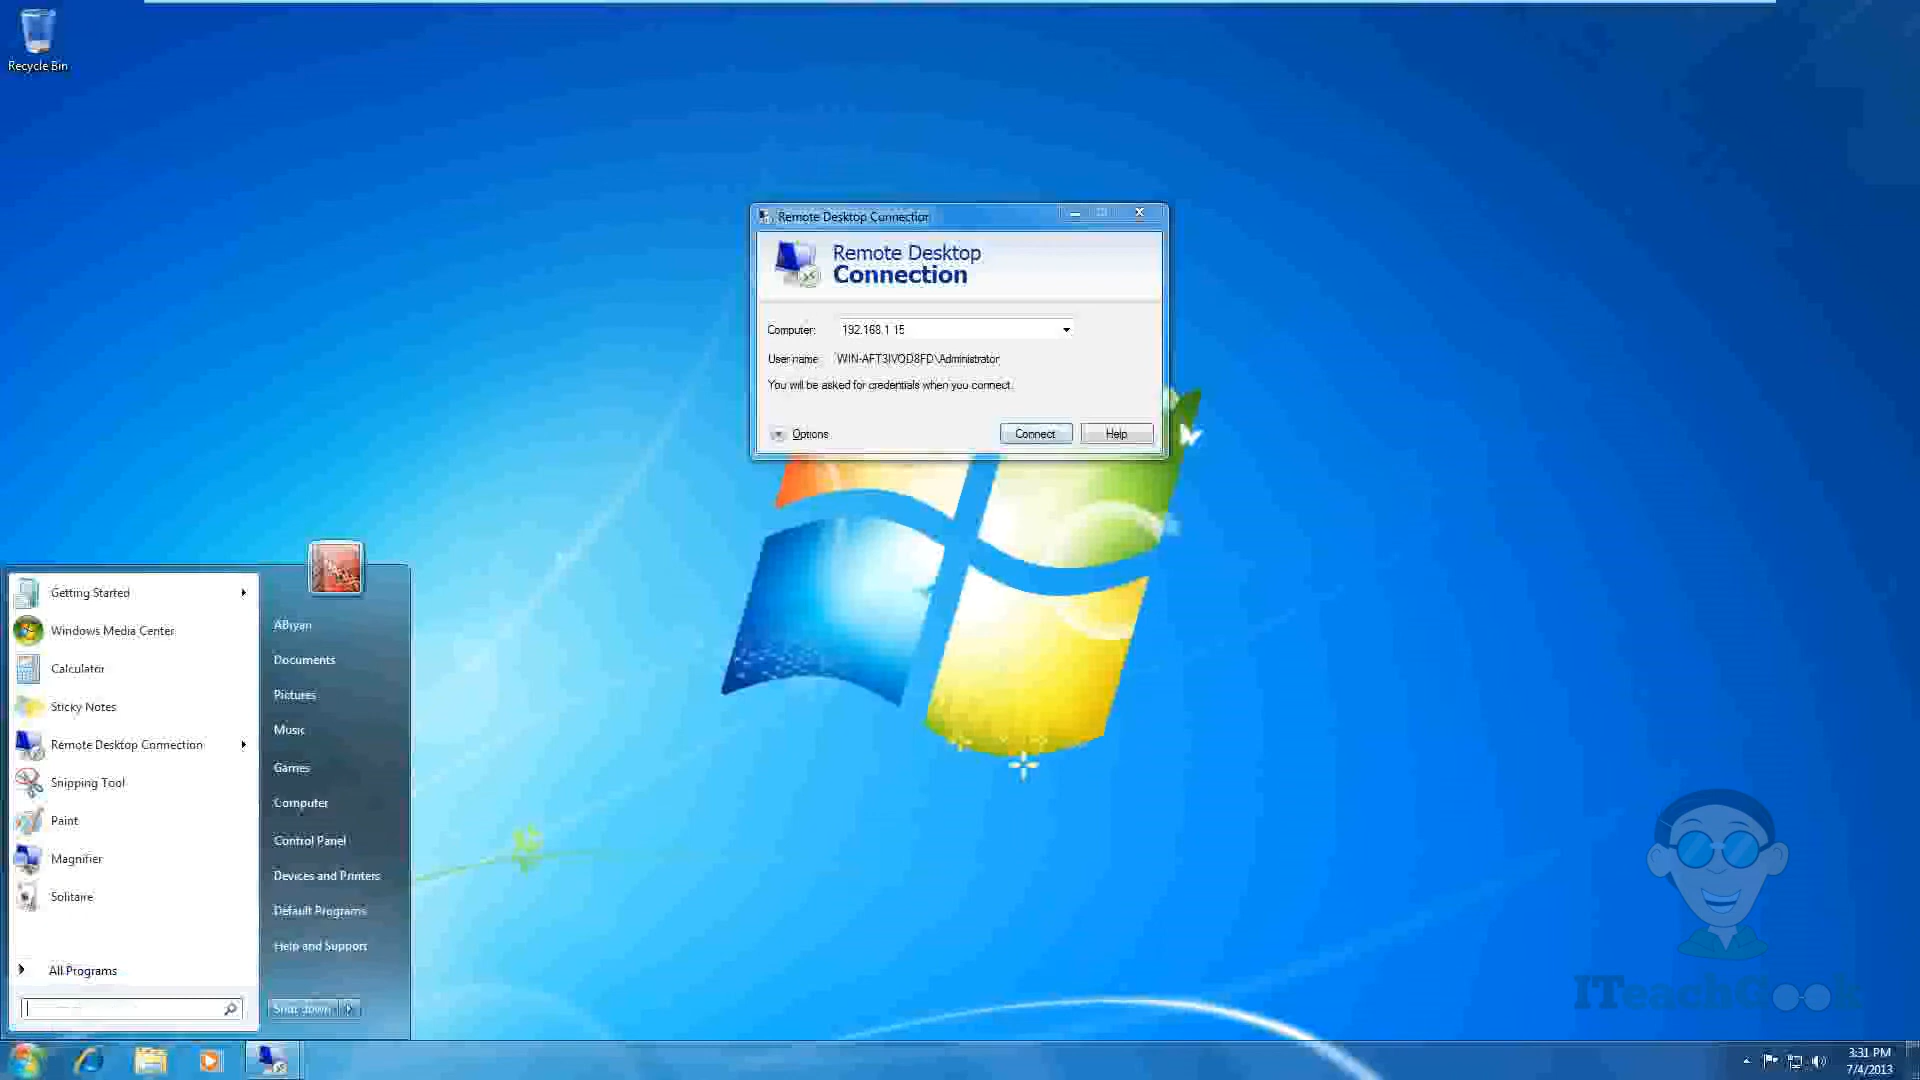 Recycle Bin
Remote Desktop Connection
Remote Desktop
Connection
Computer: 192.168.1.15
User name: WIN-AFT3IVOD8FD\Administrator
You will be asked for credentials when you connect.
Options
Connect
Help
Getting Started
Windows Media Center
Calculator
Sticky Notes
Remote Desktop Connection
Snipping Tool
Paint
Magnifier
Solitaire
All Programs
ABryan
Documents
Pictures
Music
Games
Computer
Control Panel
Devices and Printers
Default Programs
Help and Support
Shut down
ITeachGeek
3:31 PM
7/4/2013